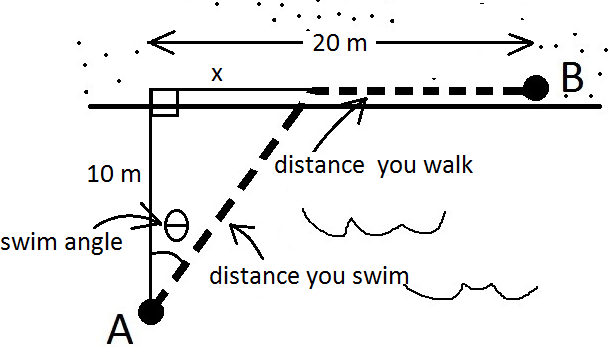 20 m
x
B
distance you walk
10 m
θ
swim angle
distance you swim
A